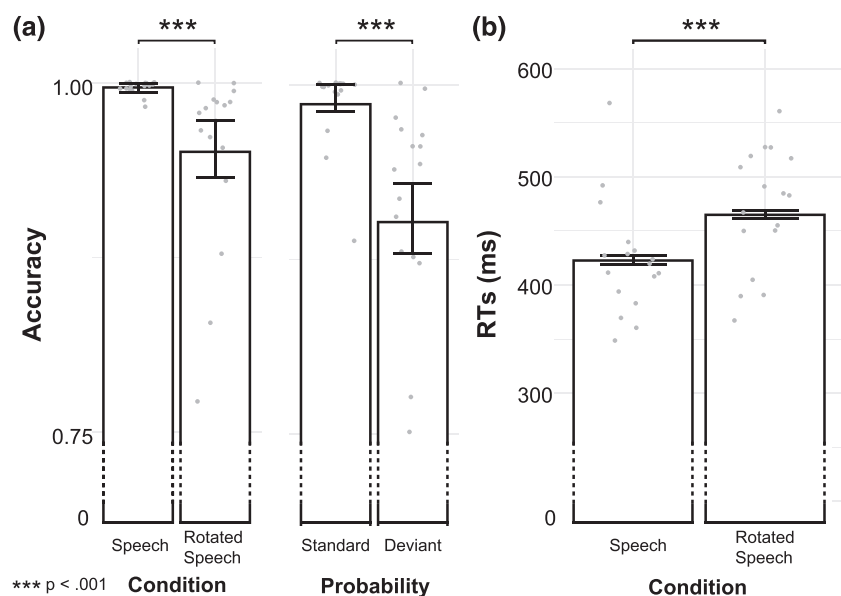 (a)
***
***
(b)
***
Accuracy
1.00
0.75
0
Speech
Rotated
Speech
Condition
Standard
Deviant
Probability
RTs (ms)
600
500
400
300
0
Speech
Rotated
Speech
Condition
*** p < .001